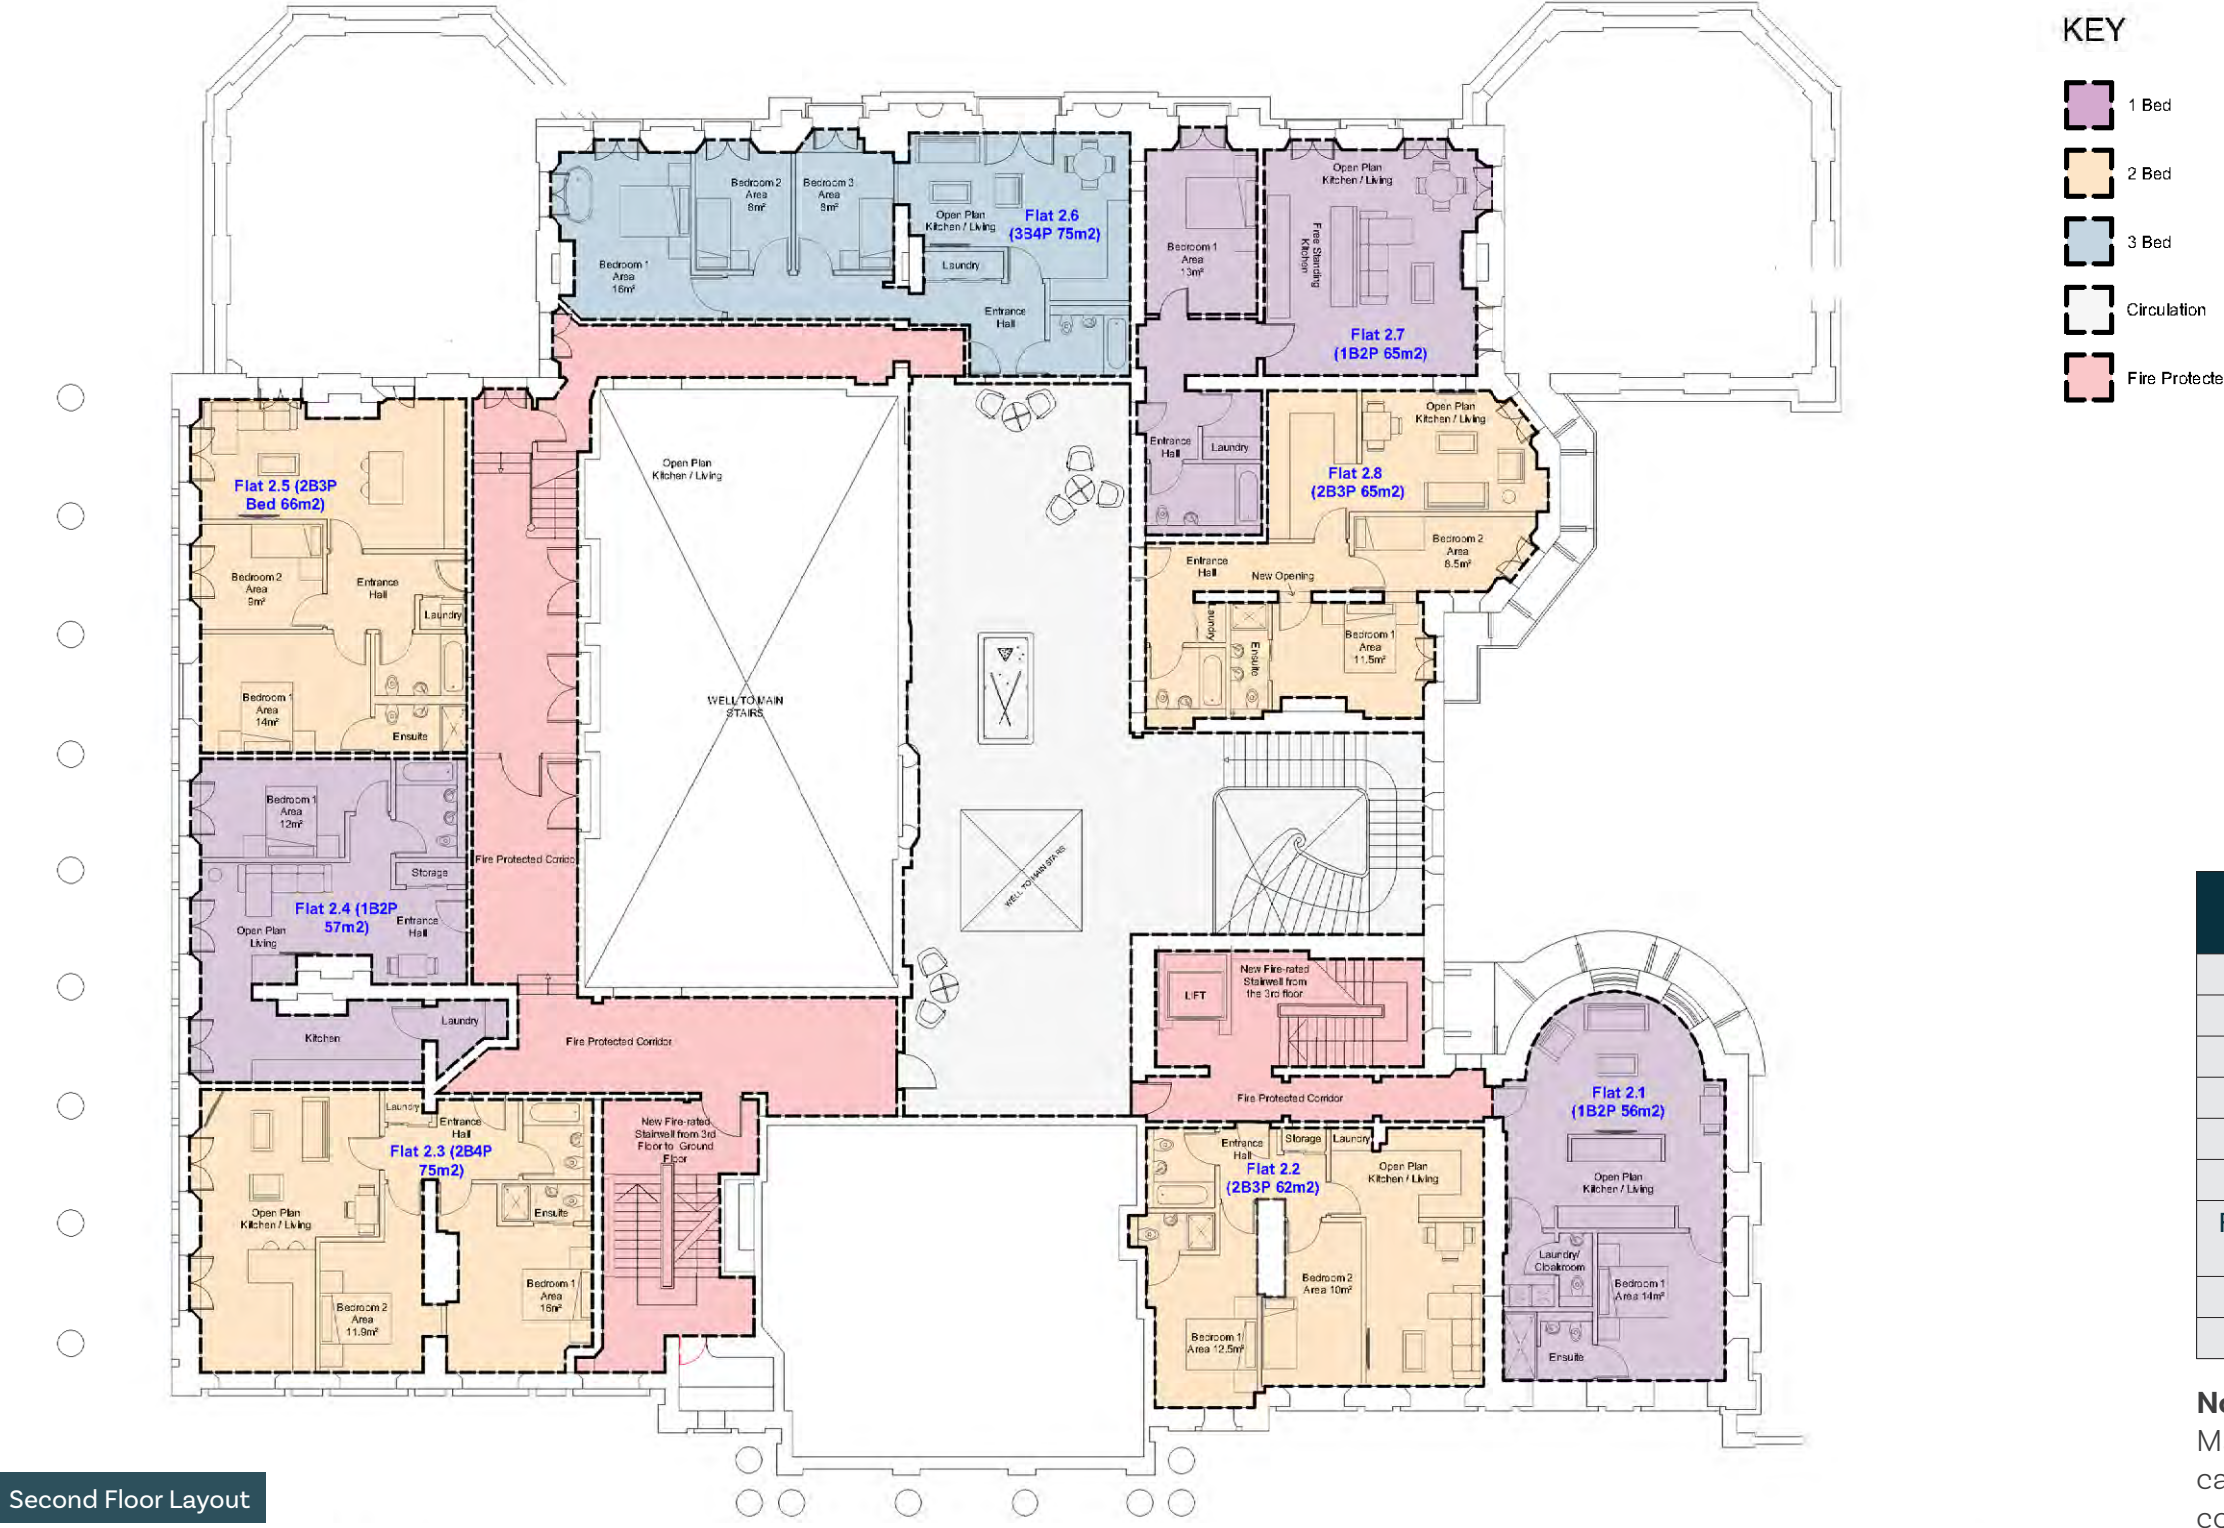 KEY
1 Bed
2 Bed
3 Bed
Circulation
Fire Protecte
Bedroom 1
Area
16m²
Bedroom 2
Area
8m²
Bedroom 3
Area
8m²
Open Plan
Kitchen / Living
Flat 2.6
(3B4P 75m2)
Laundry
Entrance
Hall
Bedroom 1
Area
13m²
Open Plan
Kitchen / Living
Free Standing
Kitchen
Flat 2.7
(1B2P 65m2)
Entrance
Hall
Laundry
Open Plan
Kitchen / Living
Flat 2.8
(2B3P 65m2)
Bedroom 2
Area
8.5m²
Entrance
Hall
New Opening
Laundry
Ensuite
Bedroom 1
Area
11.5m²
Flat 2.5 (2B3P
Bed 66m2)
Bedroom 2
Area
9m²
Entrance
Hall
Laundry
Bedroom 1
Area
14m²
Ensuite
Open Plan
Kitchen / Living
WELL TO MAIN
STAIRS
Bedroom 1
Area
12m²
Fire Protected Corrido
Storage
Flat 2.4 (1B2P
57m2)
Entrance
Hall
Open Plan
Living
Kitchen
Laundry
WELL TO MAIN STAIRS
Fire Protected Corridor
LIFT
New Fire-rated
Stairwell from
the 3rd floor
Fire Protected Corridor
Flat 2.1
(1B2P 56m2)
Open Plan
Kitchen / Living
Laundry/
Cloakroom
Bedroom 1
Area 14m²
Ensuite
Laundry
Entrance
Hall
Flat 2.3 (2B4P
75m2)
Ensuite
Open Plan
Kitchen / Living
Bedroom 2
Area
11.9m²
Bedroom 1
Area
16m²
New Fire-rated
Stairwell from 3rd
Floor to Ground
Floor
Entrance
Hall
Storage
Laundry
Flat 2.2
(2B3P 62m2)
Open Plan
Kitchen / Living
Bedroom 2
Area 10m²
Bedroom 1
Area 12.5m²
Second Floor Layout
No
M
ca
co